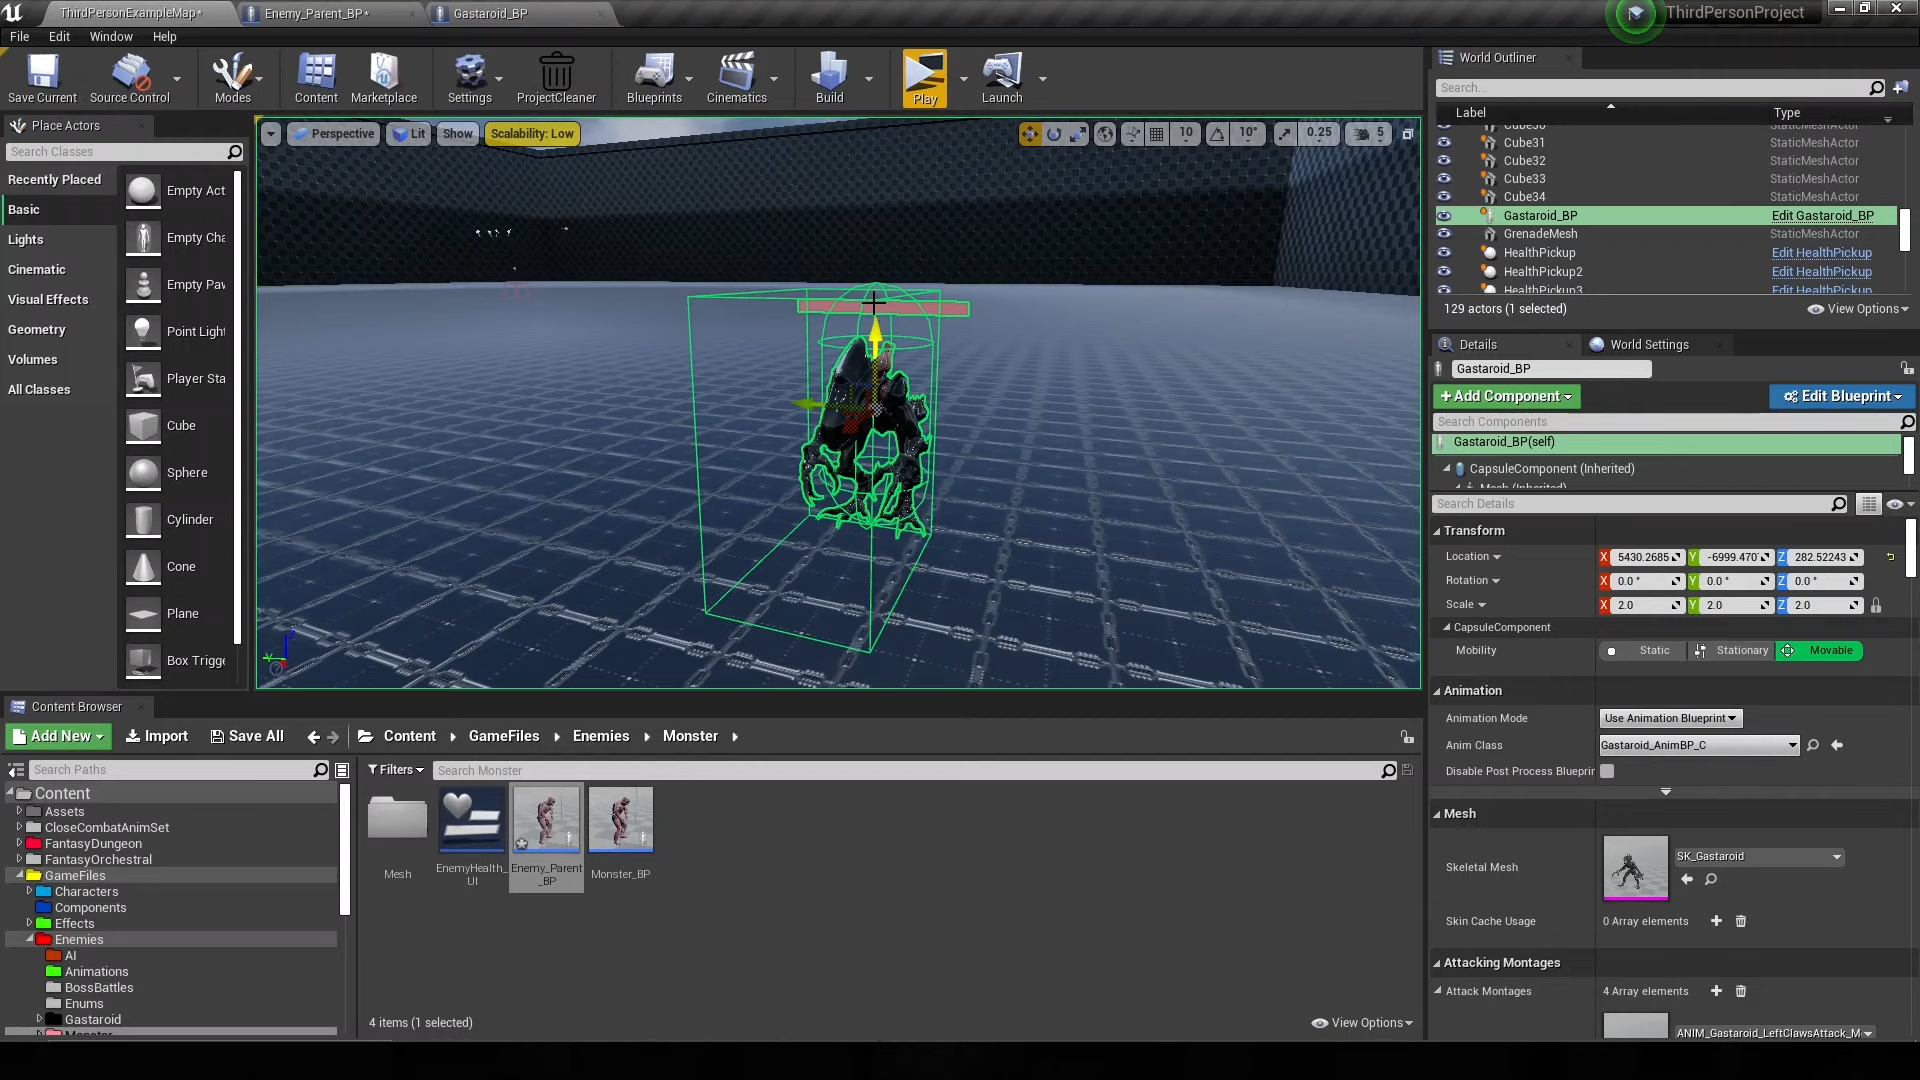 ThirdPersonExampleMap*
Enemy_Parent_BP*
Gastaroid_BP
ThirdPersonProject
File
Edit
Window
Help
Save Current
Source Control
Modes
Content
Marketplace
Settings
ProjectCleaner
Blueprints
Cinematics
Build
Play
Launch
Place Actors
Search Classes
Recently Placed
Basic
Lights
Cinematic
Visual Effects
Geometry
Volumes
All Classes
Empty Act
Empty Cha
Empty Pav
Point Light
Player Sta
Cube
Sphere
Cylinder
Cone
Plane
Box Trigge
Perspective
Lit
Show
Scalability: Low
10
10°
0.25
5
World Outliner
Search...
Label
Type
Cube30
StaticMeshActor
Cube31
StaticMeshActor
Cube32
StaticMeshActor
Cube33
StaticMeshActor
Cube34
StaticMeshActor
Gastaroid_BP
Edit Gastaroid_BP
GrenadeMesh
StaticMeshActor
HealthPickup
Edit HealthPickup
HealthPickup2
Edit HealthPickup
HealthPickup3
Edit HealthPickup
129 actors (1 selected)
View Options
Details
World Settings
Gastaroid_BP
+Add Component
Edit Blueprint
Search Components
Gastaroid_BP(self)
CapsuleComponent (Inherited)
Mesh (Inherited)
Search Details
Transform
Location
X 5430.2685
Y -6999.470
Z 282.52243
Rotation
X 0.0 °
Y 0.0 °
Z 0.0 °
Scale
X 2.0
Y 2.0
Z 2.0
CapsuleComponent
Mobility
Static
Stationary
Movable
Animation
Animation Mode
Use Animation Blueprint
Anim Class
Gastaroid_AnimBP_C
Disable Post Process Blueprin
Mesh
Skeletal Mesh
SK_Gastaroid
Skin Cache Usage
0 Array elements
Attacking Montages
Attack Montages
4 Array elements
ANIM_Gastaroid_LeftClawsAttack_M
Content Browser
Add New
Import
Save All
Content
GameFiles
Enemies
Monster
Search Paths
Filters
Search Monster
Content
Assets
CloseCombatAnimSet
FantasyDungeon
FantasyOrchestral
GameFiles
Characters
Components
Effects
Enemies
AI
Animations
BossBattles
Enums
Gastaroid
Monster
Mesh
EnemyHealth_
UI
Enemy_Parent
_BP
Monster_BP
4 items (1 selected)
View Options